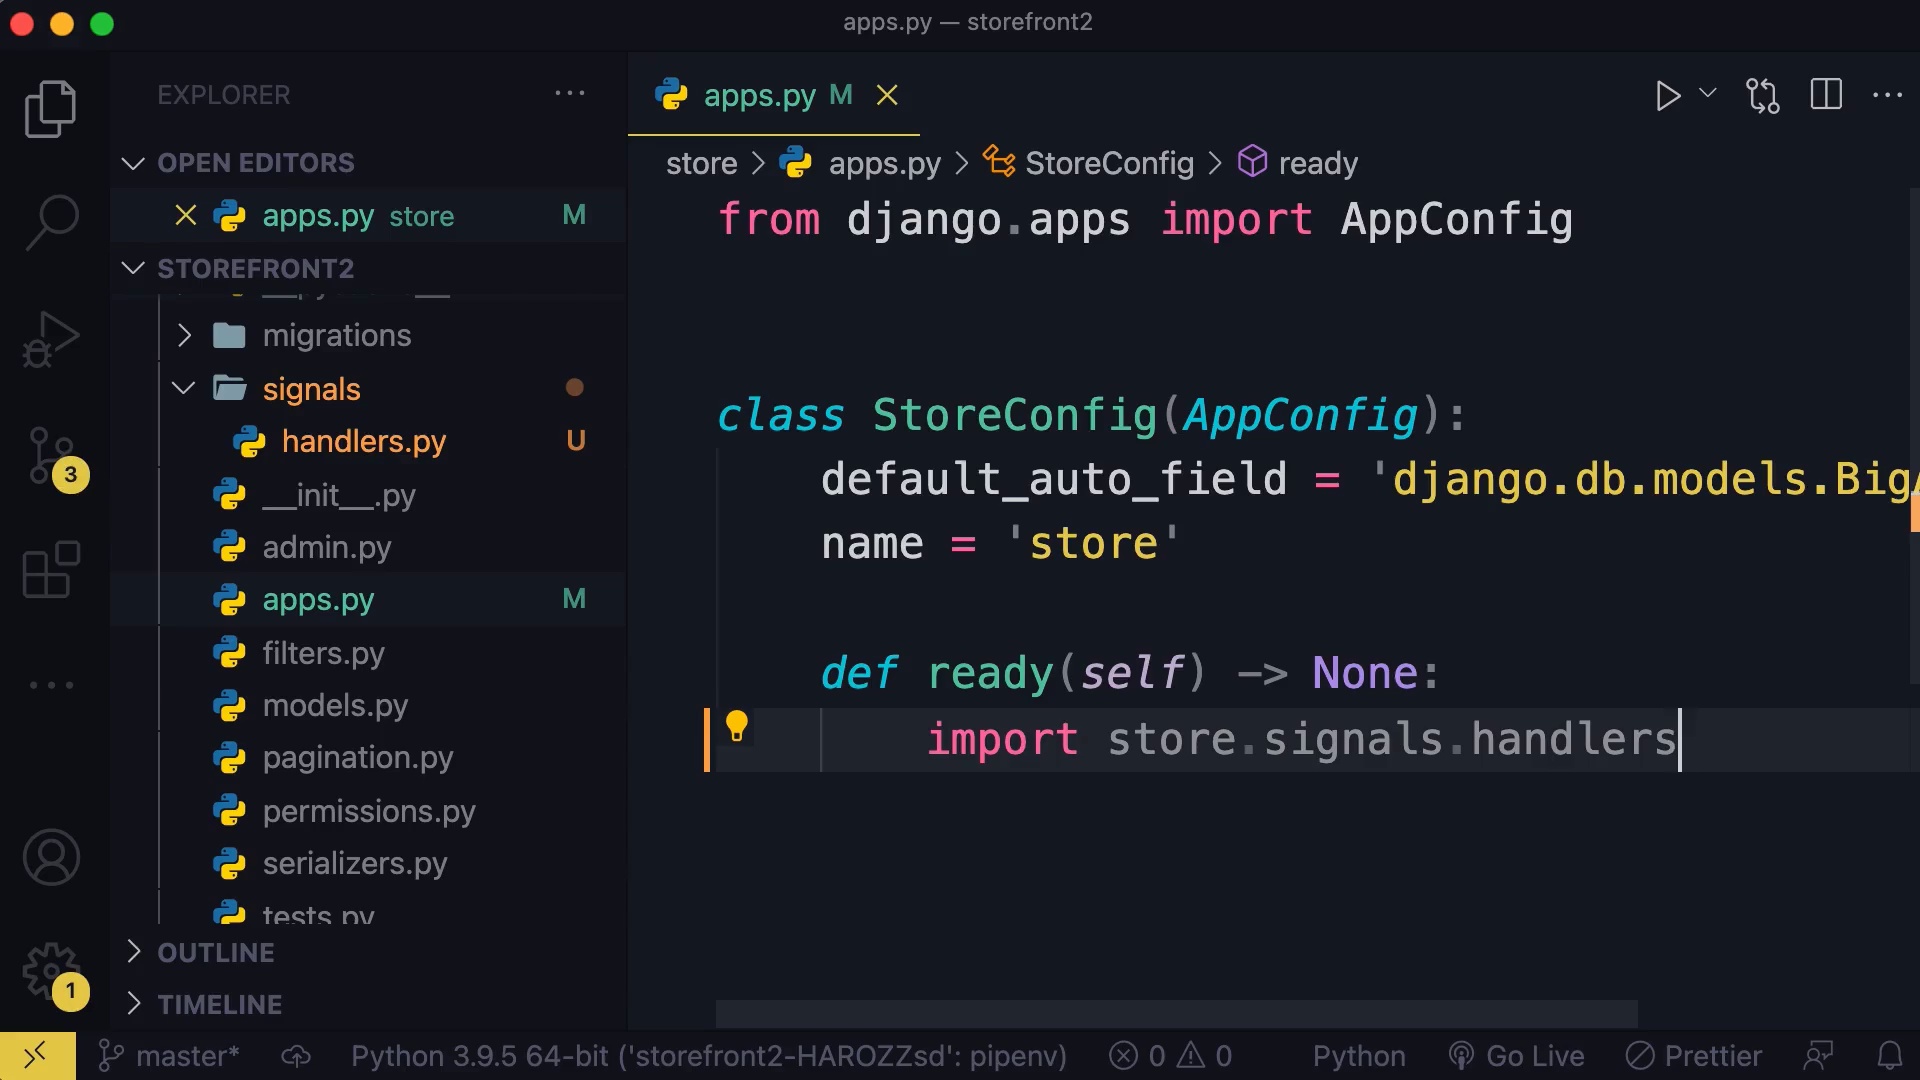 apps.py — storefront2
EXPLORER
OPEN EDITORS
apps.py store M
STOREFRONT2
migrations
signals
handlers.py U
__init__.py
admin.py
apps.py M
filters.py
models.py
pagination.py
permissions.py
serializers.py
tests.py
OUTLINE
TIMELINE
3
1
apps.py M
store > apps.py > StoreConfig > ready
from django.apps import AppConfig
class StoreConfig(AppConfig):
default_auto_field = 'django.db.models.Big
name = 'store'
def ready(self) -> None:
import store.signals.handlers
master* Python 3.9.5 64-bit ('storefront2-HAROZZsd': pipenv) 0 0 Python Go Live Prettier